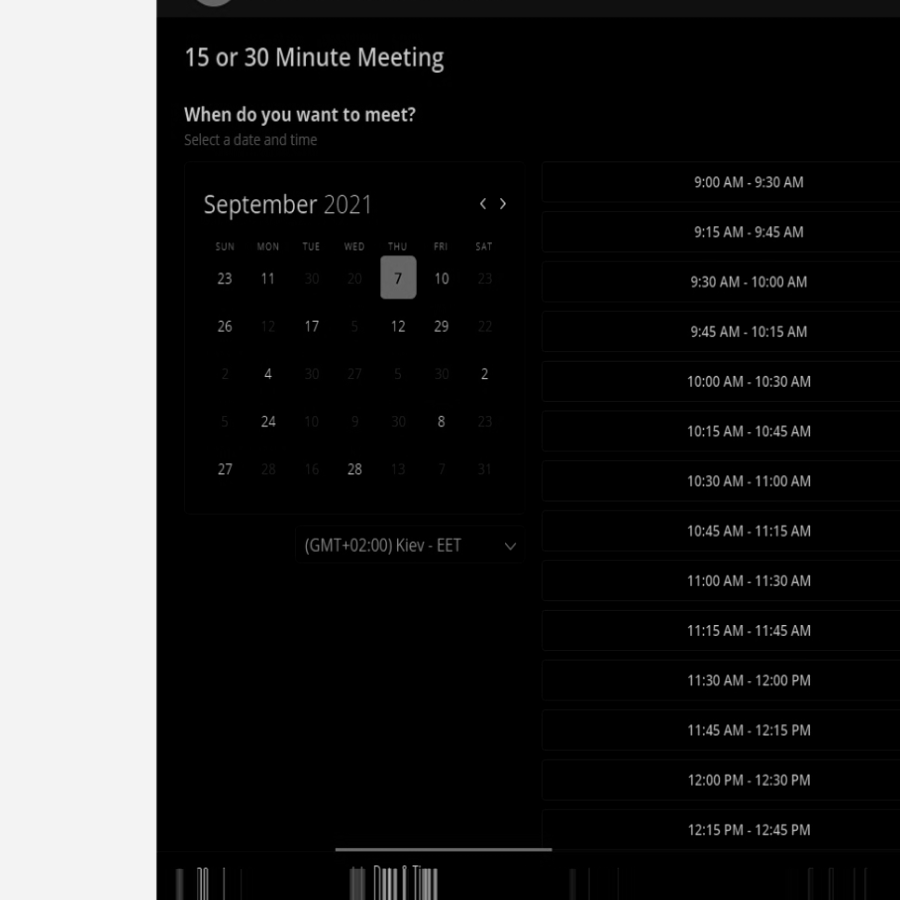 15 or 30 Minute Meeting
When do you want to meet?
Select a date and time
September 2021
SUN MON TUE WED THU FRI SAT
23 11 30 20 7 10 23
26 12 17 5 12 29 22
2 4 30 27 5 30 2
5 24 10 9 30 8 23
27 28 16 28 13 7 31
(GMT+02:00) Kiev - EET
9:00 AM - 9:30 AM
9:15 AM - 9:45 AM
9:30 AM - 10:00 AM
9:45 AM - 10:15 AM
10:00 AM - 10:30 AM
10:15 AM - 10:45 AM
10:30 AM - 11:00 AM
10:45 AM - 11:15 AM
11:00 AM - 11:30 AM
11:15 AM - 11:45 AM
11:30 AM - 12:00 PM
11:45 AM - 12:15 PM
12:00 PM - 12:30 PM
12:15 PM - 12:45 PM